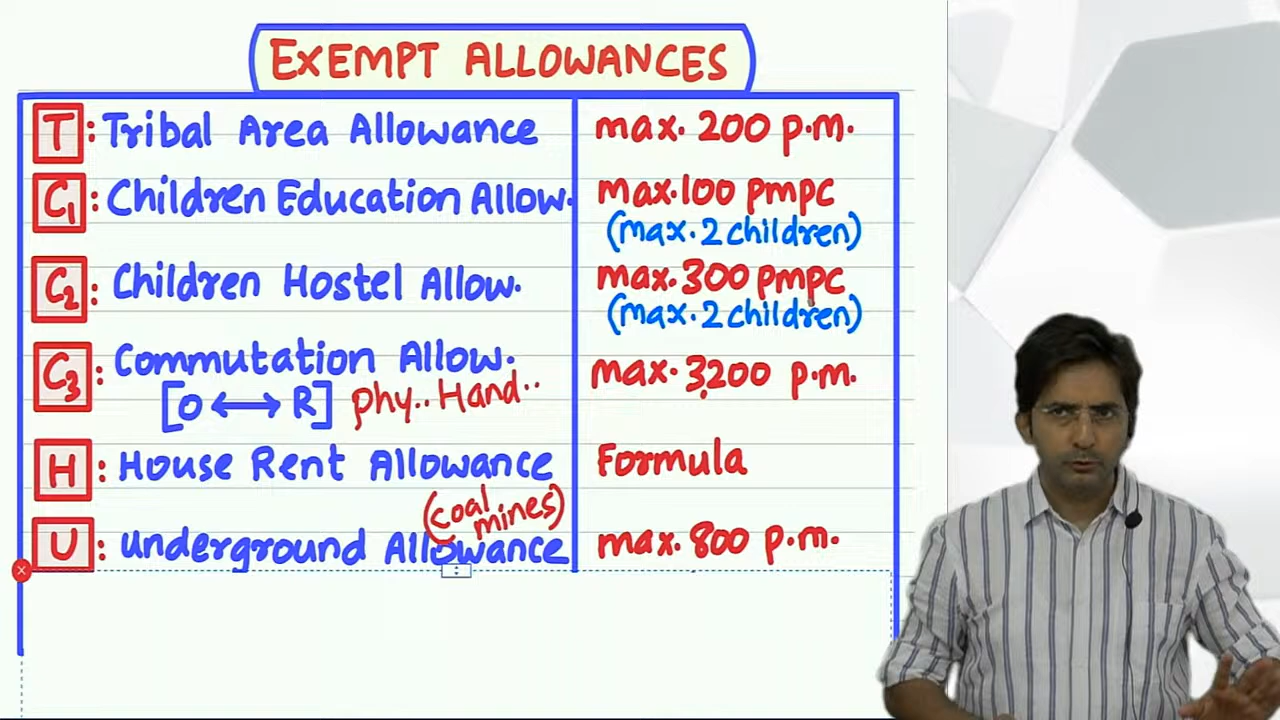 EXEMPT ALLOWANCES
T : Tribal Area Allowance max. 200 p.m.
C1 : Children Education Allow. max. 100 pmpc
(max. 2 children)
C2 : Children Hostel Allow. max. 300 pmpc
(max. 2 children)
C3 : Commutation Allow. max. 3,200 p.m.
[O ↔ R] phy.. Hand..
H : House Rent Allowance Formula
(coal mines)
U : Underground Allowance max. 800 p.m.